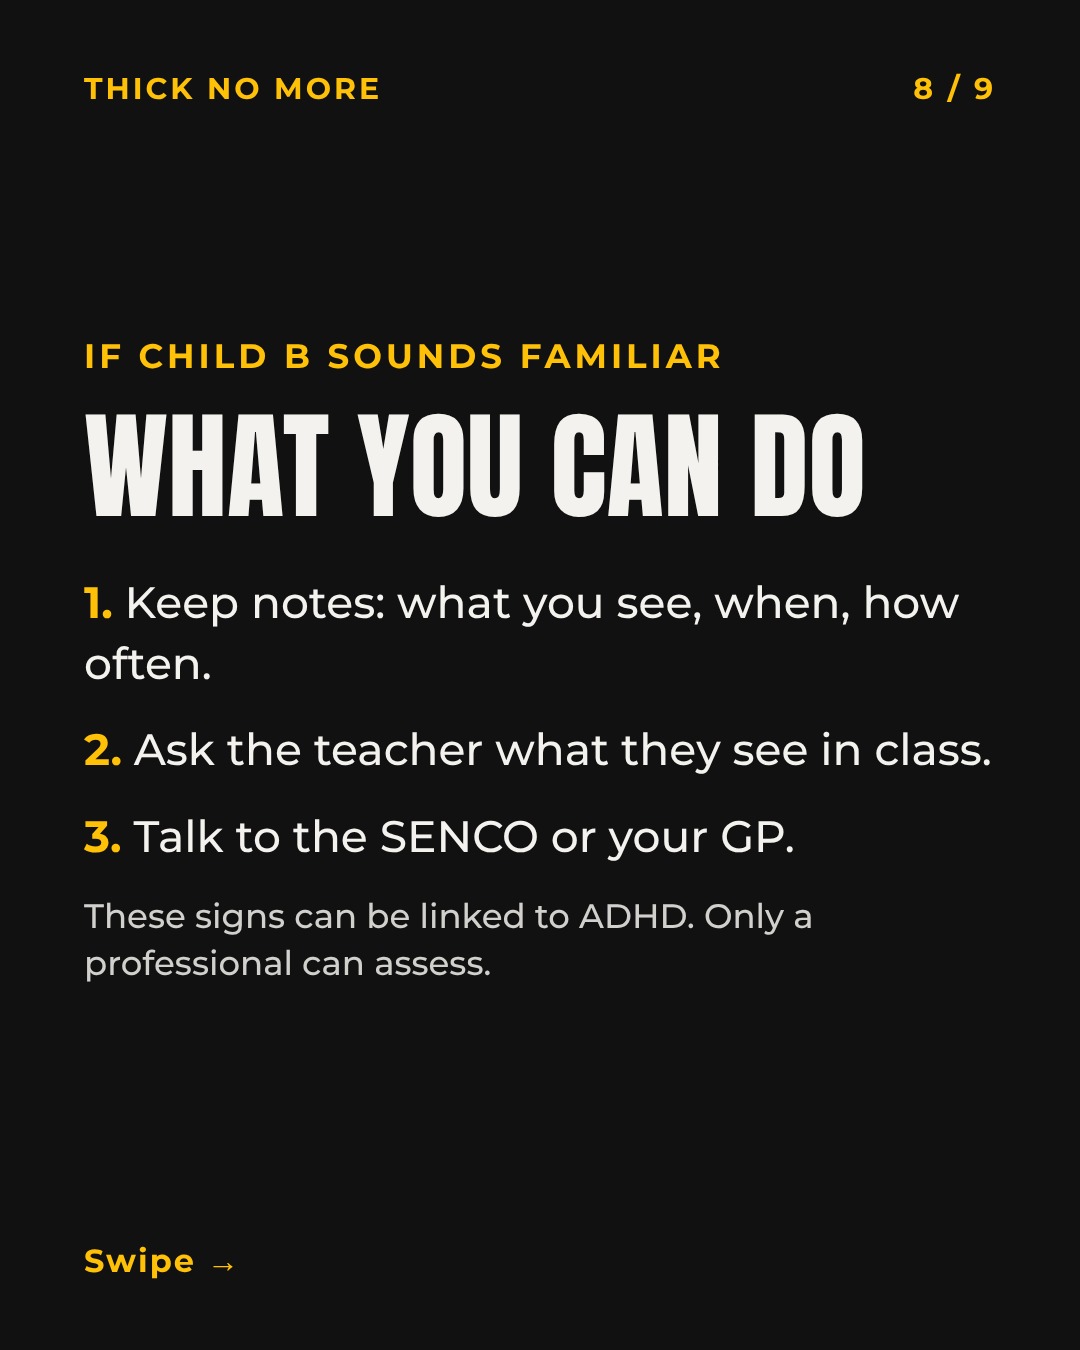 THICK NO MORE
8 / 9
IF CHILD B SOUNDS FAMILIAR
WHAT YOU CAN DO
1. Keep notes: what you see, when, how
often.
2. Ask the teacher what they see in class.
3. Talk to the SENCO or your GP.
These signs can be linked to ADHD. Only a
professional can assess.
Swipe →